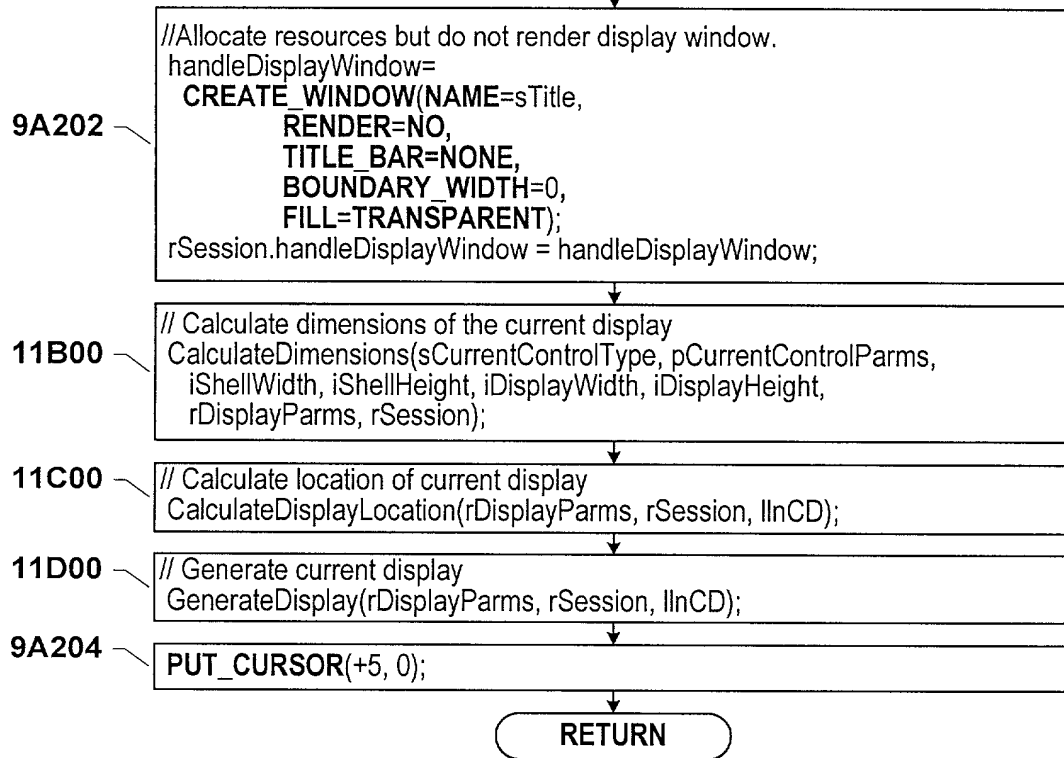 //Allocate resources but do not render display window.
handleDisplayWindow=
CREATE_WINDOW(NAME=sTitle,
9A202
RENDER=NO,
TITLE_BAR=NONE,
BOUNDARY_WIDTH=0,
FILL=TRANSPARENT);
rSession.handleDisplayWindow = handleDisplayWindow;
// Calculate dimensions of the current display
11B00
CalculateDimensions(sCurrentControlType, pCurrentControlParms,
iShellWidth, iShellHeight, iDisplayWidth, iDisplayHeight,
rDisplayParms, rSession);
11C00
// Calculate location of current display
CalculateDisplayLocation(rDisplayParms, rSession, llnCD);
11D00
// Generate current display
GenerateDisplay(rDisplayParms, rSession, llnCD);
9A204
PUT_CURSOR(+5, 0);
RETURN